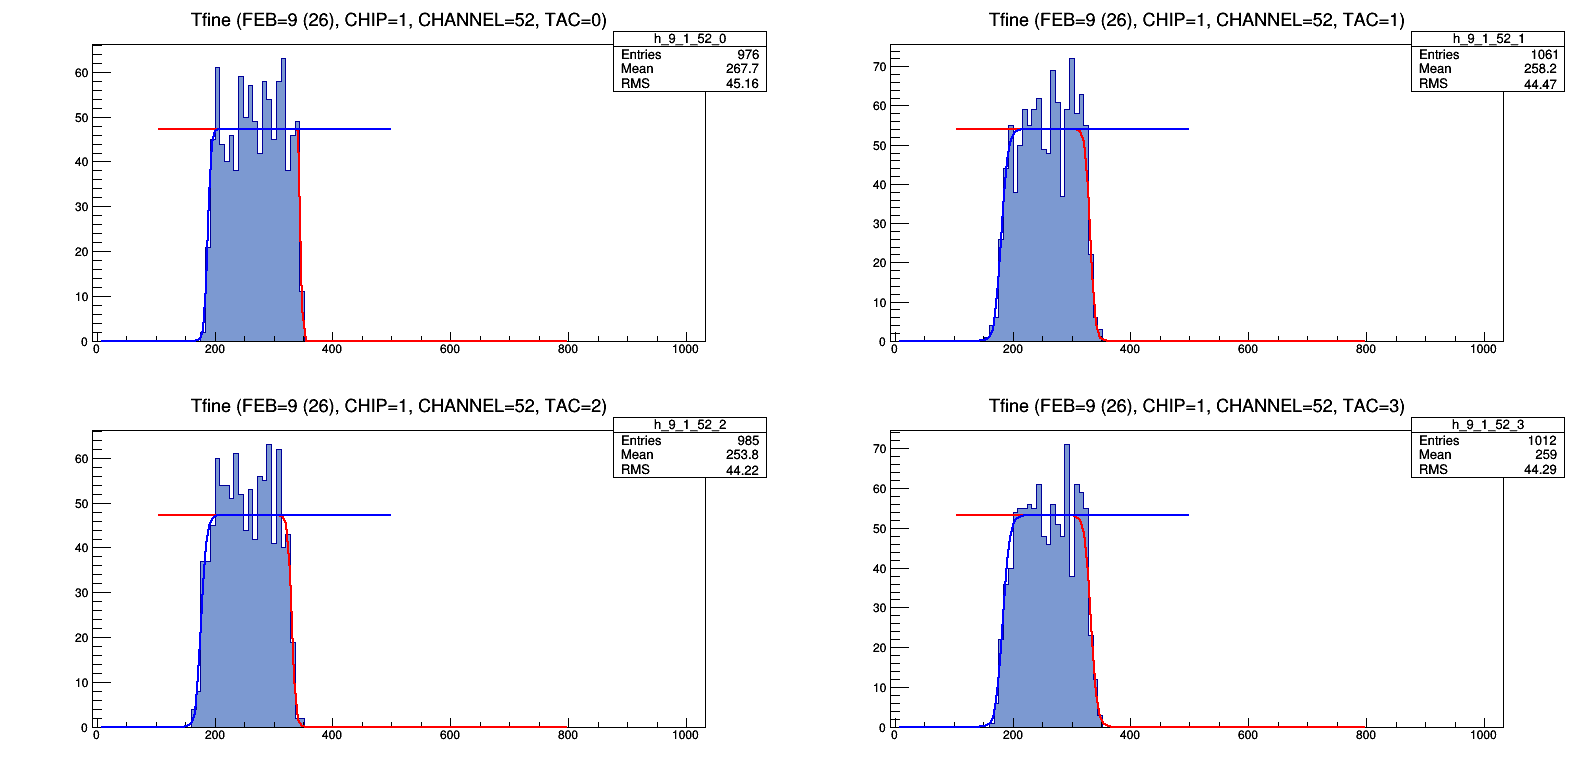 Tfine (FEB=9 (26), CHIP=1, CHANNEL=52, TAC=0)
h_9_1_52_0
Entries 976
Mean 267.7
RMS 45.16
60
50
40
30
20
10
0
0 200 400 600 800 1000
Tfine (FEB=9 (26), CHIP=1, CHANNEL=52, TAC=1)
h_9_1_52_1
Entries 1061
Mean 258.2
RMS 44.47
70
60
50
40
30
20
10
0
0 200 400 600 800 1000
Tfine (FEB=9 (26), CHIP=1, CHANNEL=52, TAC=2)
h_9_1_52_2
Entries 985
Mean 253.8
RMS 44.22
60
50
40
30
20
10
0
0 200 400 600 800 1000
Tfine (FEB=9 (26), CHIP=1, CHANNEL=52, TAC=3)
h_9_1_52_3
Entries 1012
Mean 259
RMS 44.29
70
60
50
40
30
20
10
0
0 200 400 600 800 1000